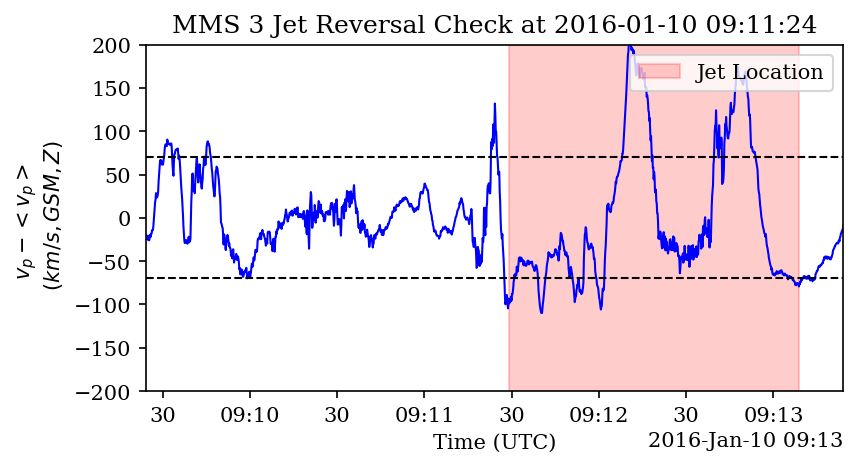 MMS 3 Jet Reversal Check at 2016-01-10 09:11:24
Jet Location
v_p − < v_p >
(km/s, GSM, Z)
200
150
100
50
0
−50
−100
−150
−200
30 09:10 30 09:11 30 09:12 30 09:13
Time (UTC)
2016-Jan-10 09:13